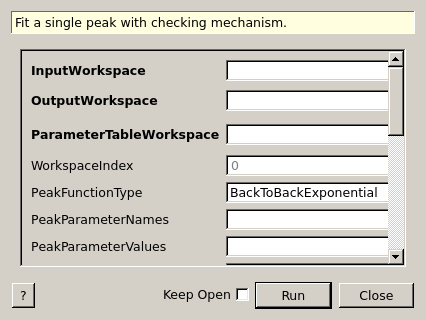 Fit a single peak with checking mechanism.
InputWorkspace
OutputWorkspace
ParameterTableWorkspace
WorkspaceIndex 0
PeakFunctionType BackToBackExponential
PeakParameterNames
PeakParameterValues
? Keep Open Run Close